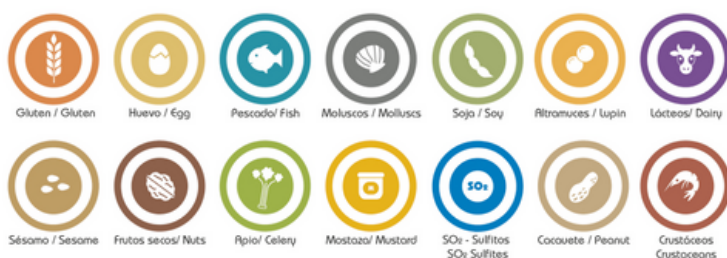 Gluten / Gluten
Huevo / Egg
Pescado/ Fish
Moluscos / Molluscs
Soja / Soy
Altramuces / Lupin
Lácteos/ Dairy
Sésamo / Sesame
Frutos secos/ Nuts
Apio/ Celery
Mostaza/ Mustard
SO₂
SO₂ - Sulfitos
SO₂ Sulfites
Cacauete / Peanut
Crustáceos
Crustaceans